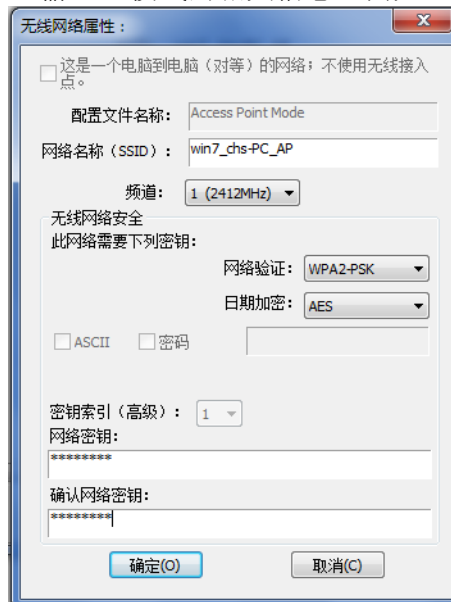 无线网络属性：
这是一个电脑到电脑（对等）的网络；不使用无线接入
点。
配置文件名称： Access Point Mode
网络名称（SSID）： win7_chs-PC_AP
频道： 1 (2412MHz)
无线网络安全
此网络需要下列密钥：
网络验证： WPA2-PSK
日期加密： AES
ASCII 密码
密钥索引（高级）： 1
网络密钥：
********
确认网络密钥：
********
确定(O) 取消(C)